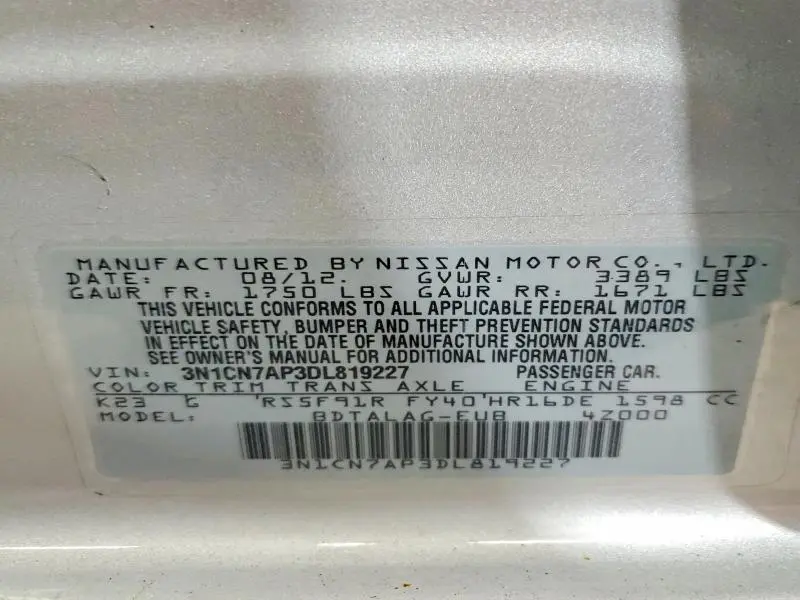 MANUFACTURED BY NISSAN MOTOR CO., LTD.
DATE: 08/12. GVWR: 3389 LBS
GAWR FR: 1750 LBS GAWR RR: 1671 LBS
THIS VEHICLE CONFORMS TO ALL APPLICABLE FEDERAL MOTOR
VEHICLE SAFETY, BUMPER AND THEFT PREVENTION STANDARDS
IN EFFECT ON THE DATE OF MANUFACTURE SHOWN ABOVE.
SEE OWNER'S MANUAL FOR ADDITIONAL INFORMATION.
VIN: 3N1CN7AP3DL819227 PASSENGER CAR.
COLOR TRIM TRANS AXLE ENGINE
K23 G 'RS5F91R FY40'HR16DE 1598 CC
MODEL: BDTALAG-EUB 4Z000
3N1CN7AP3DL819227